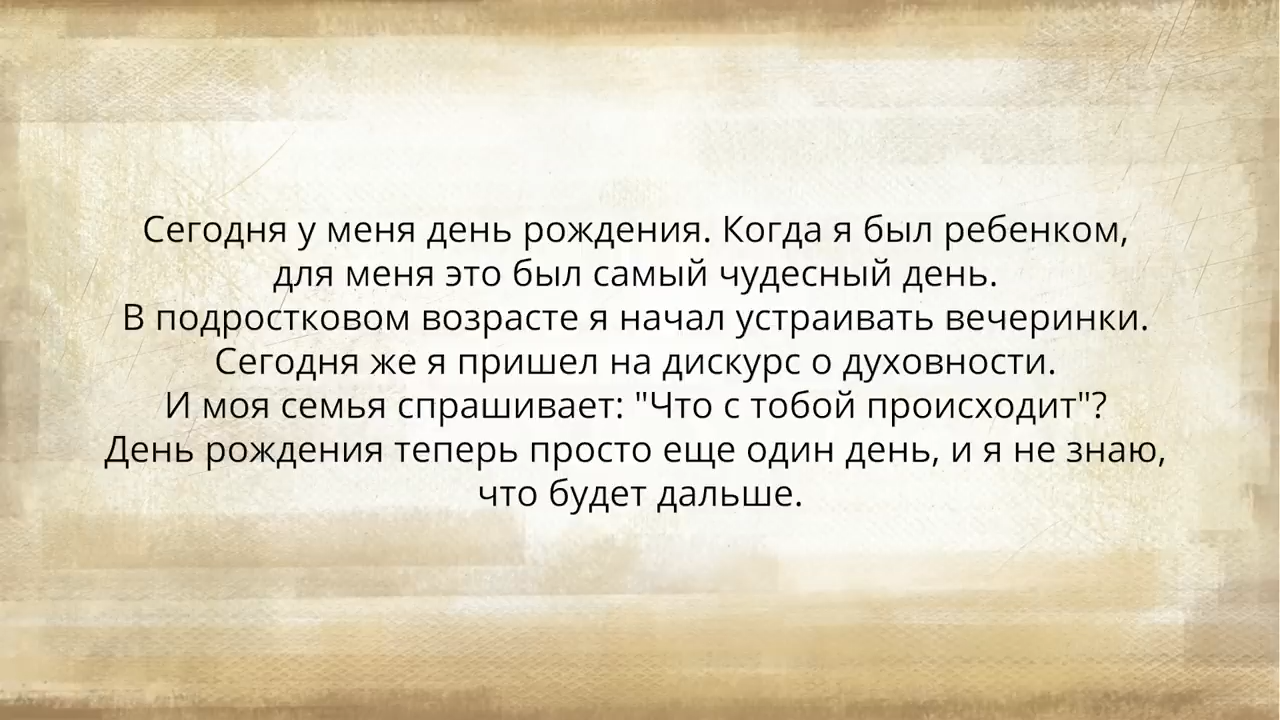 Сегодня у меня день рождения. Когда я был ребенком,
для меня это был самый чудесный день.
В подростковом возрасте я начал устраивать вечеринки.
Сегодня же я пришел на дискурс о духовности.
И моя семья спрашивает: "Что с тобой происходит"?
День рождения теперь просто еще один день, и я не знаю,
что будет дальше.